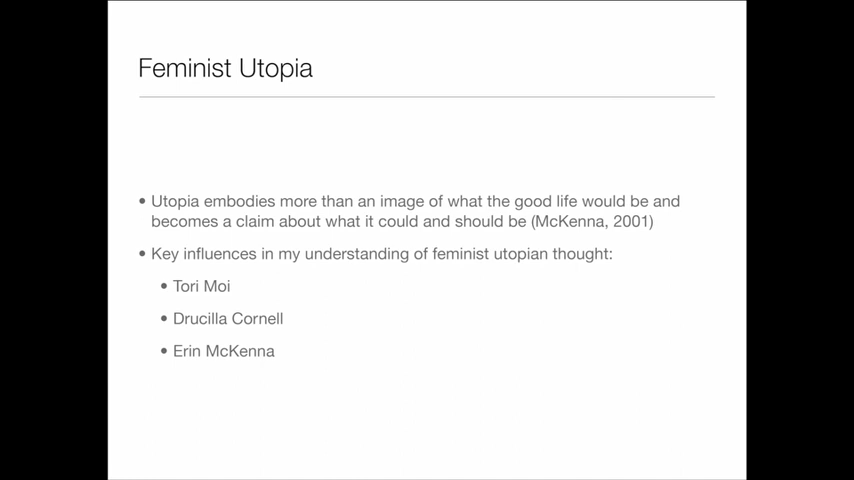 Feminist Utopia
• Utopia embodies more than an image of what the good life would be and
becomes a claim about what it could and should be (McKenna, 2001)
• Key influences in my understanding of feminist utopian thought:
• Tori Moi
• Drucilla Cornell
• Erin McKenna